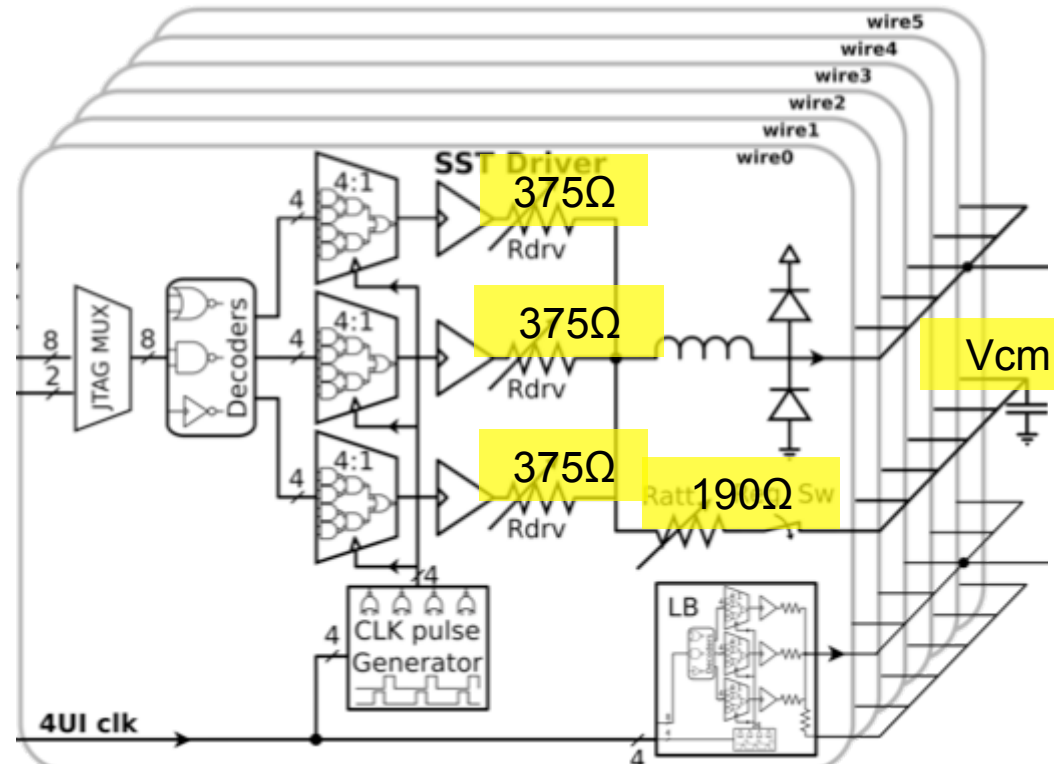 wire5
wire4
wire3
wire2
wire1
wire0
SST Driver
4
4:1
375Ω
Rdrv
JTAG MUX
8
2
8
Decoders
4
4:1
375Ω
Rdrv
Vcm
4
4:1
375Ω
Rdrv
Ratt
190Ω
Sw
4
4
CLK pulse
Generator
LB
4UI clk
4